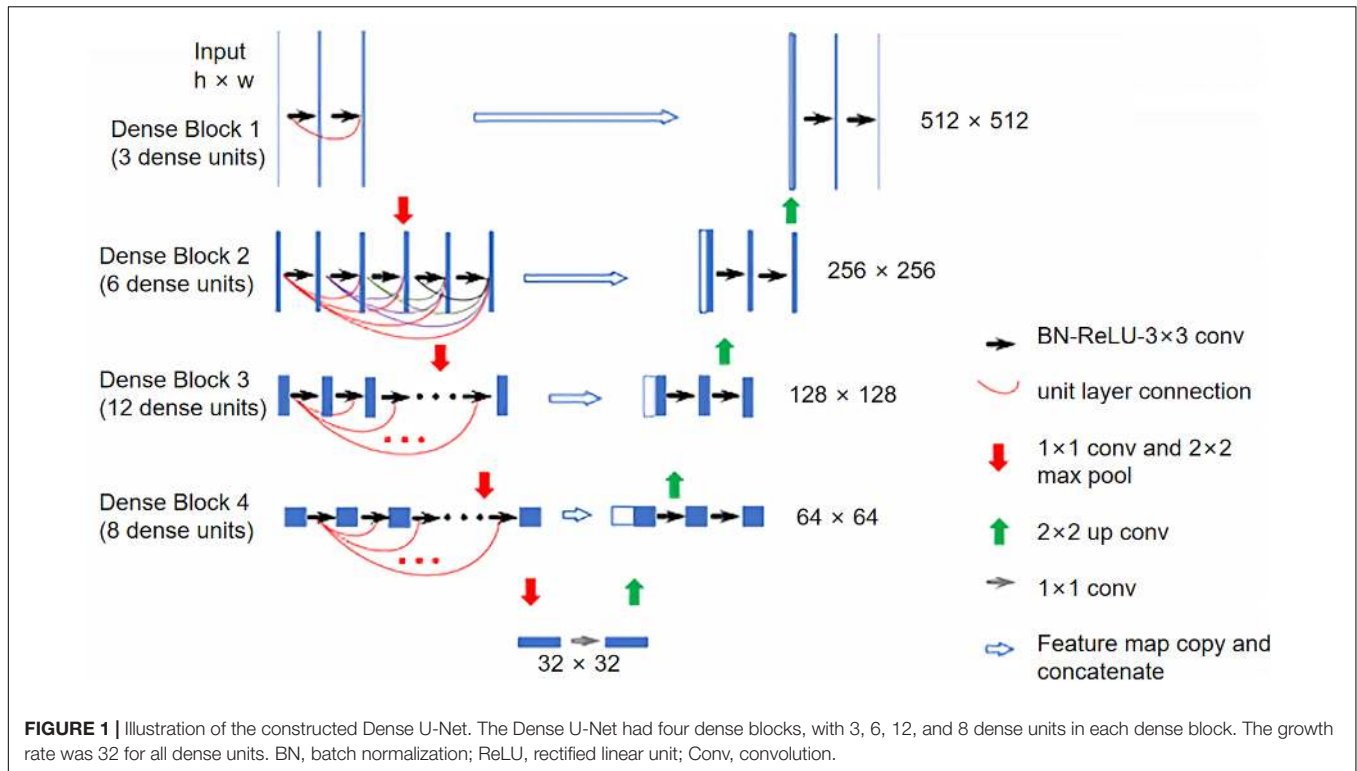 Input
h × w
Dense Block 1
(3 dense units)
512 × 512
Dense Block 2
(6 dense units)
256 × 256
Dense Block 3
(12 dense units)
128 × 128
Dense Block 4
(8 dense units)
64 × 64
32 × 32
BN-ReLU-3×3 conv
unit layer connection
1×1 conv and 2×2
max pool
2×2 up conv
1×1 conv
Feature map copy and
concatenate
FIGURE 1 | Illustration of the constructed Dense U-Net. The Dense U-Net had four dense blocks, with 3, 6, 12, and 8 dense units in each dense block. The growth
rate was 32 for all dense units. BN, batch normalization; ReLU, rectified linear unit; Conv, convolution.